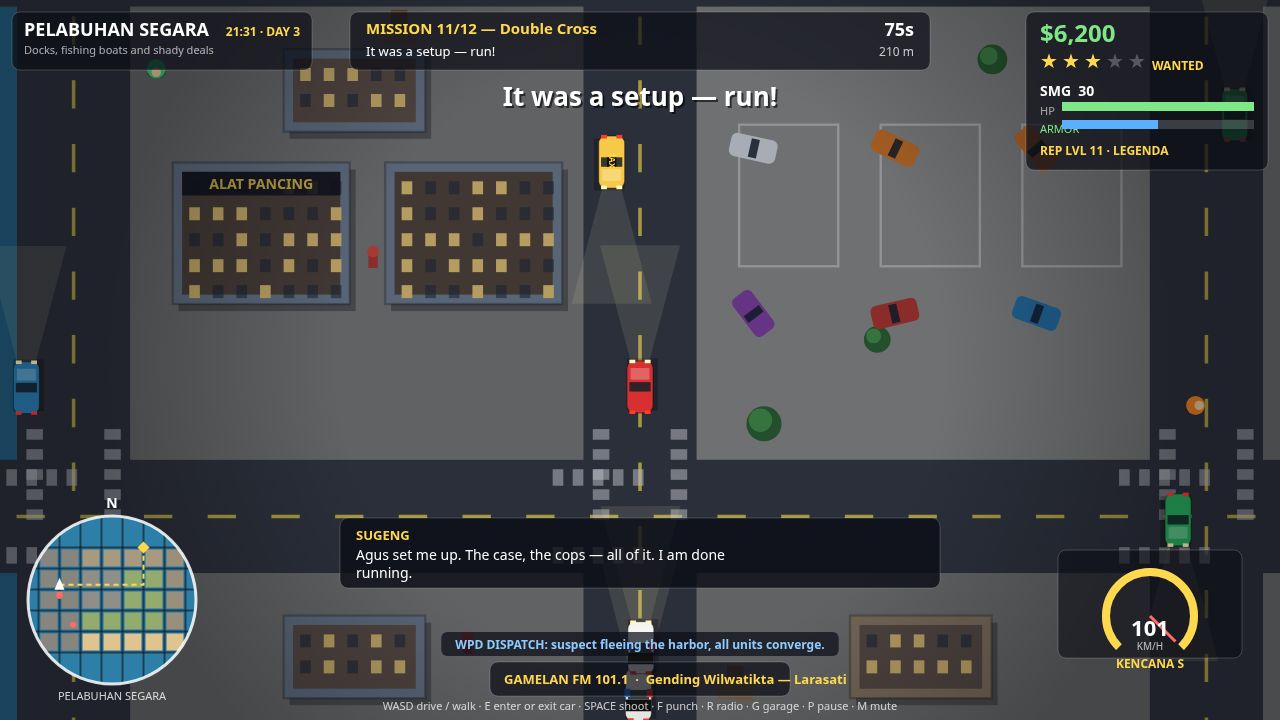 PELABUHAN SEGARA 21:31 · DAY 3
Docks, fishing boats and shady deals
MISSION 11/12 — Double Cross 75s
It was a setup — run! 210 m
$6,200
★★★★★ WANTED
SMG 30
HP
ARMOR
REP LVL 11 · LEGENDA
It was a setup — run!
ALAT PANCING
N
PELABUHAN SEGARA
SUGENG
Agus set me up. The case, the cops — all of it. I am done
running.
WPD DISPATCH: suspect fleeing the harbor, all units converge.
GAMELAN FM 101.1 · Gending Wilwatikta — Larasati
WASD drive / walk · E enter or exit car · SPACE shoot · F punch · R radio · G garage · P pause · M mute
101
KM/H
KENCANA S